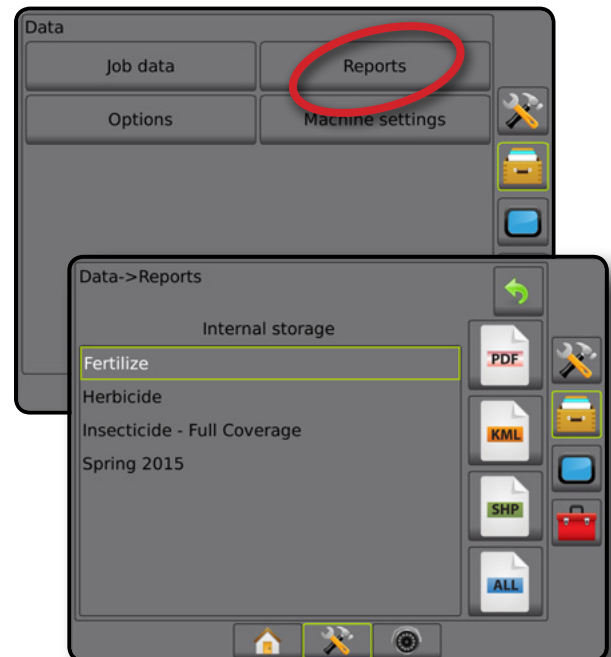 Data
Job data
Reports
Options
Machine settings
Data->Reports
Internal storage
Fertilize
Herbicide
Insecticide - Full Coverage
Spring 2015
PDF
KML
SHP
ALL